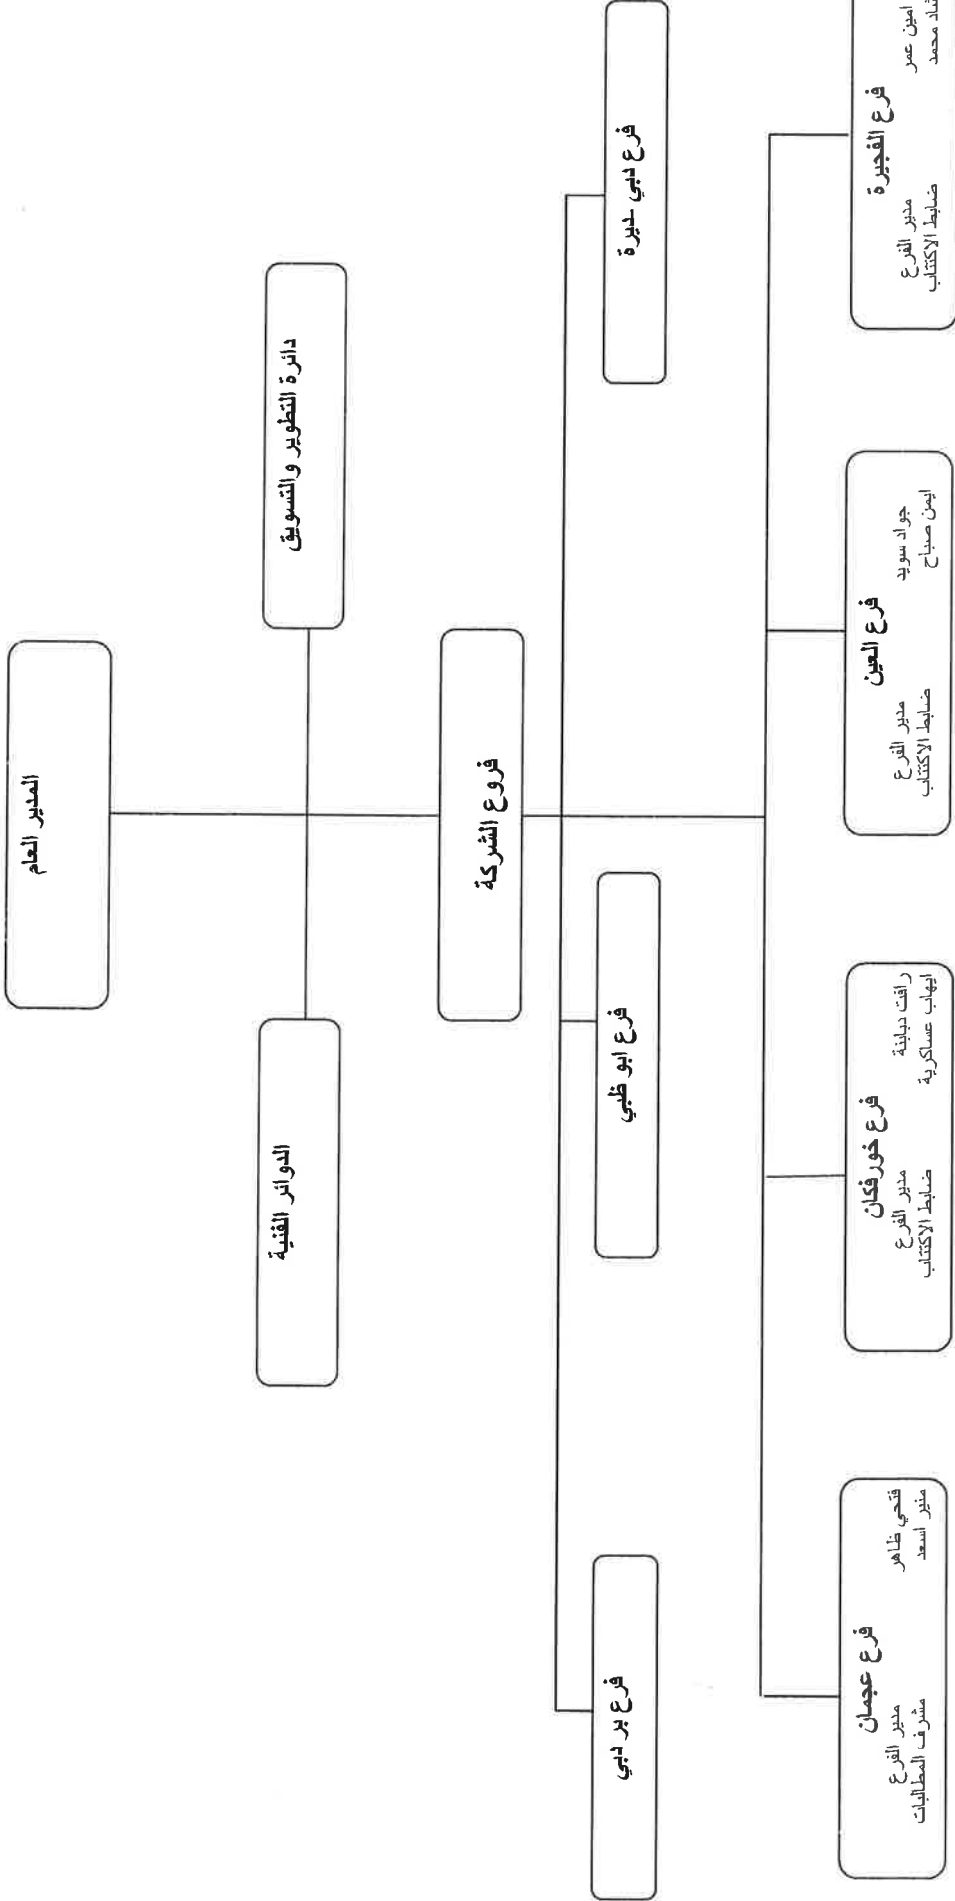 المدير العام
دائرة التطوير والتسويق
الدوائر الفنية
فروع الشركة
فرع دبي -ديرة
فرع ابو ظبي
فرع بر دبي
فرع الفجيرة
امين عمر مدير الفرع
محمد ضابط الاكتتاب
فرع العين
جواد سويد مدير الفرع
ايمن صباح ضابط الاكتتاب
فرع خورفكان
رافت دبابنة مدير الفرع
ايهاب عساكرية ضابط الاكتتاب
فرع عجمان
فتحي ظاهر مدير الفرع
منير اسعد مشرف المطالبات